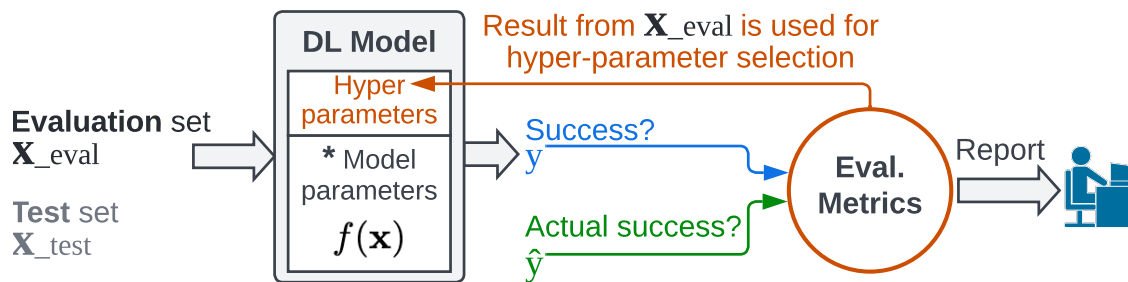 DL Model
Result from x_eval is used for
hyper-parameter selection
Hyper
parameters
Evaluation set
x_eval
* Model
parameters
f(x)
Test set
x_test
Success?
y
Actual success?
ŷ
Eval.
Metrics
Report